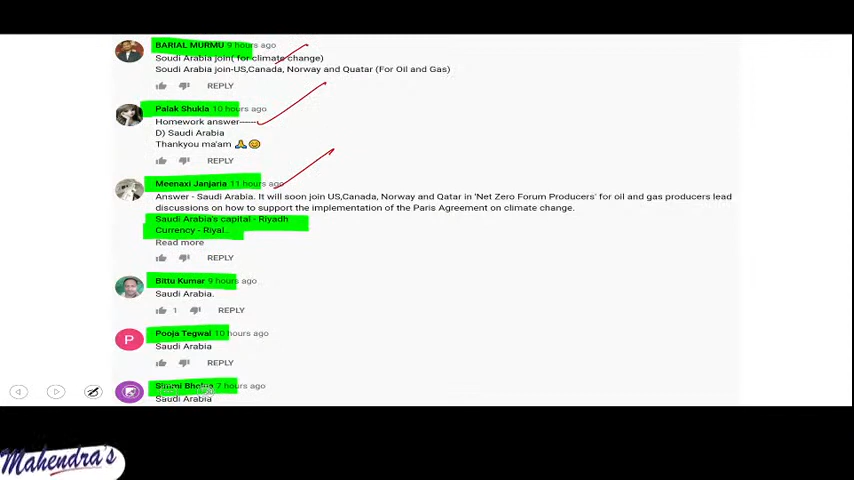 BARIAL MURMU 9 hours ago
Soudi Arabia join( for climate change)
Soudi Arabia join-US,Canada, Norway and Quatar (For Oil and Gas)
REPLY
Palak Shukla 10 hours ago
Homework answer------
D) Saudi Arabia
Thankyou ma'am 🙏😊
REPLY
Meenaxi Janjaria 11 hours ago
Answer - Saudi Arabia. It will soon join US,Canada, Norway and Qatar in 'Net Zero Forum Producers' for oil and gas producers lead
discussions on how to support the implementation of the Paris Agreement on climate change.
Saudi Arabia's capital - Riyadh
Currency - Riyal..
Read more
REPLY
Bittu Kumar 9 hours ago
Saudi Arabia.
1 REPLY
P
Pooja Tegwal 10 hours ago
Saudi Arabia
REPLY
7 hours ago
Saudi Arabia
Mahendra's